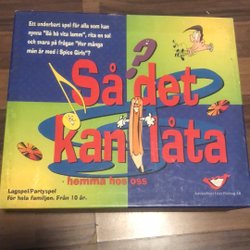 Ett underbart spel för alla som kan
nynna "Bä bä vita lamm", rita en sol
och svara på frågan "Hur många
män är med i Spice Girls"?
?
Så det
kan låta
- hemma hos oss
Lagspel/Partyspel
för hela familjen. Från 10 år.